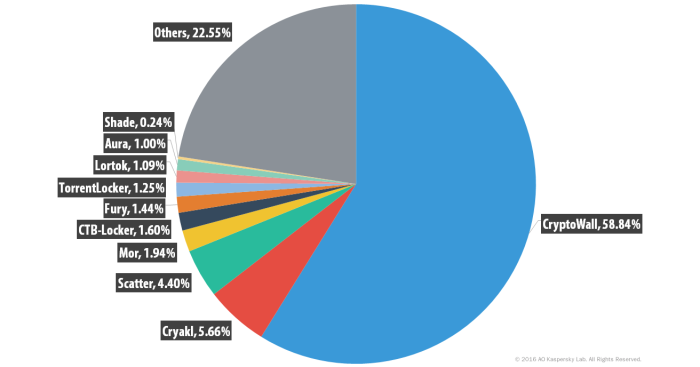 Others, 22.55%
Shade, 0.24%
Aura, 1.00%
Lortok, 1.09%
TorrentLocker, 1.25%
Fury, 1.44%
CTB-Locker, 1.60%
Mor, 1.94%
Scatter, 4.40%
Cryakl, 5.66%
CryptoWall, 58.84%
© 2016 AO Kaspersky Lab. All Rights Reserved.